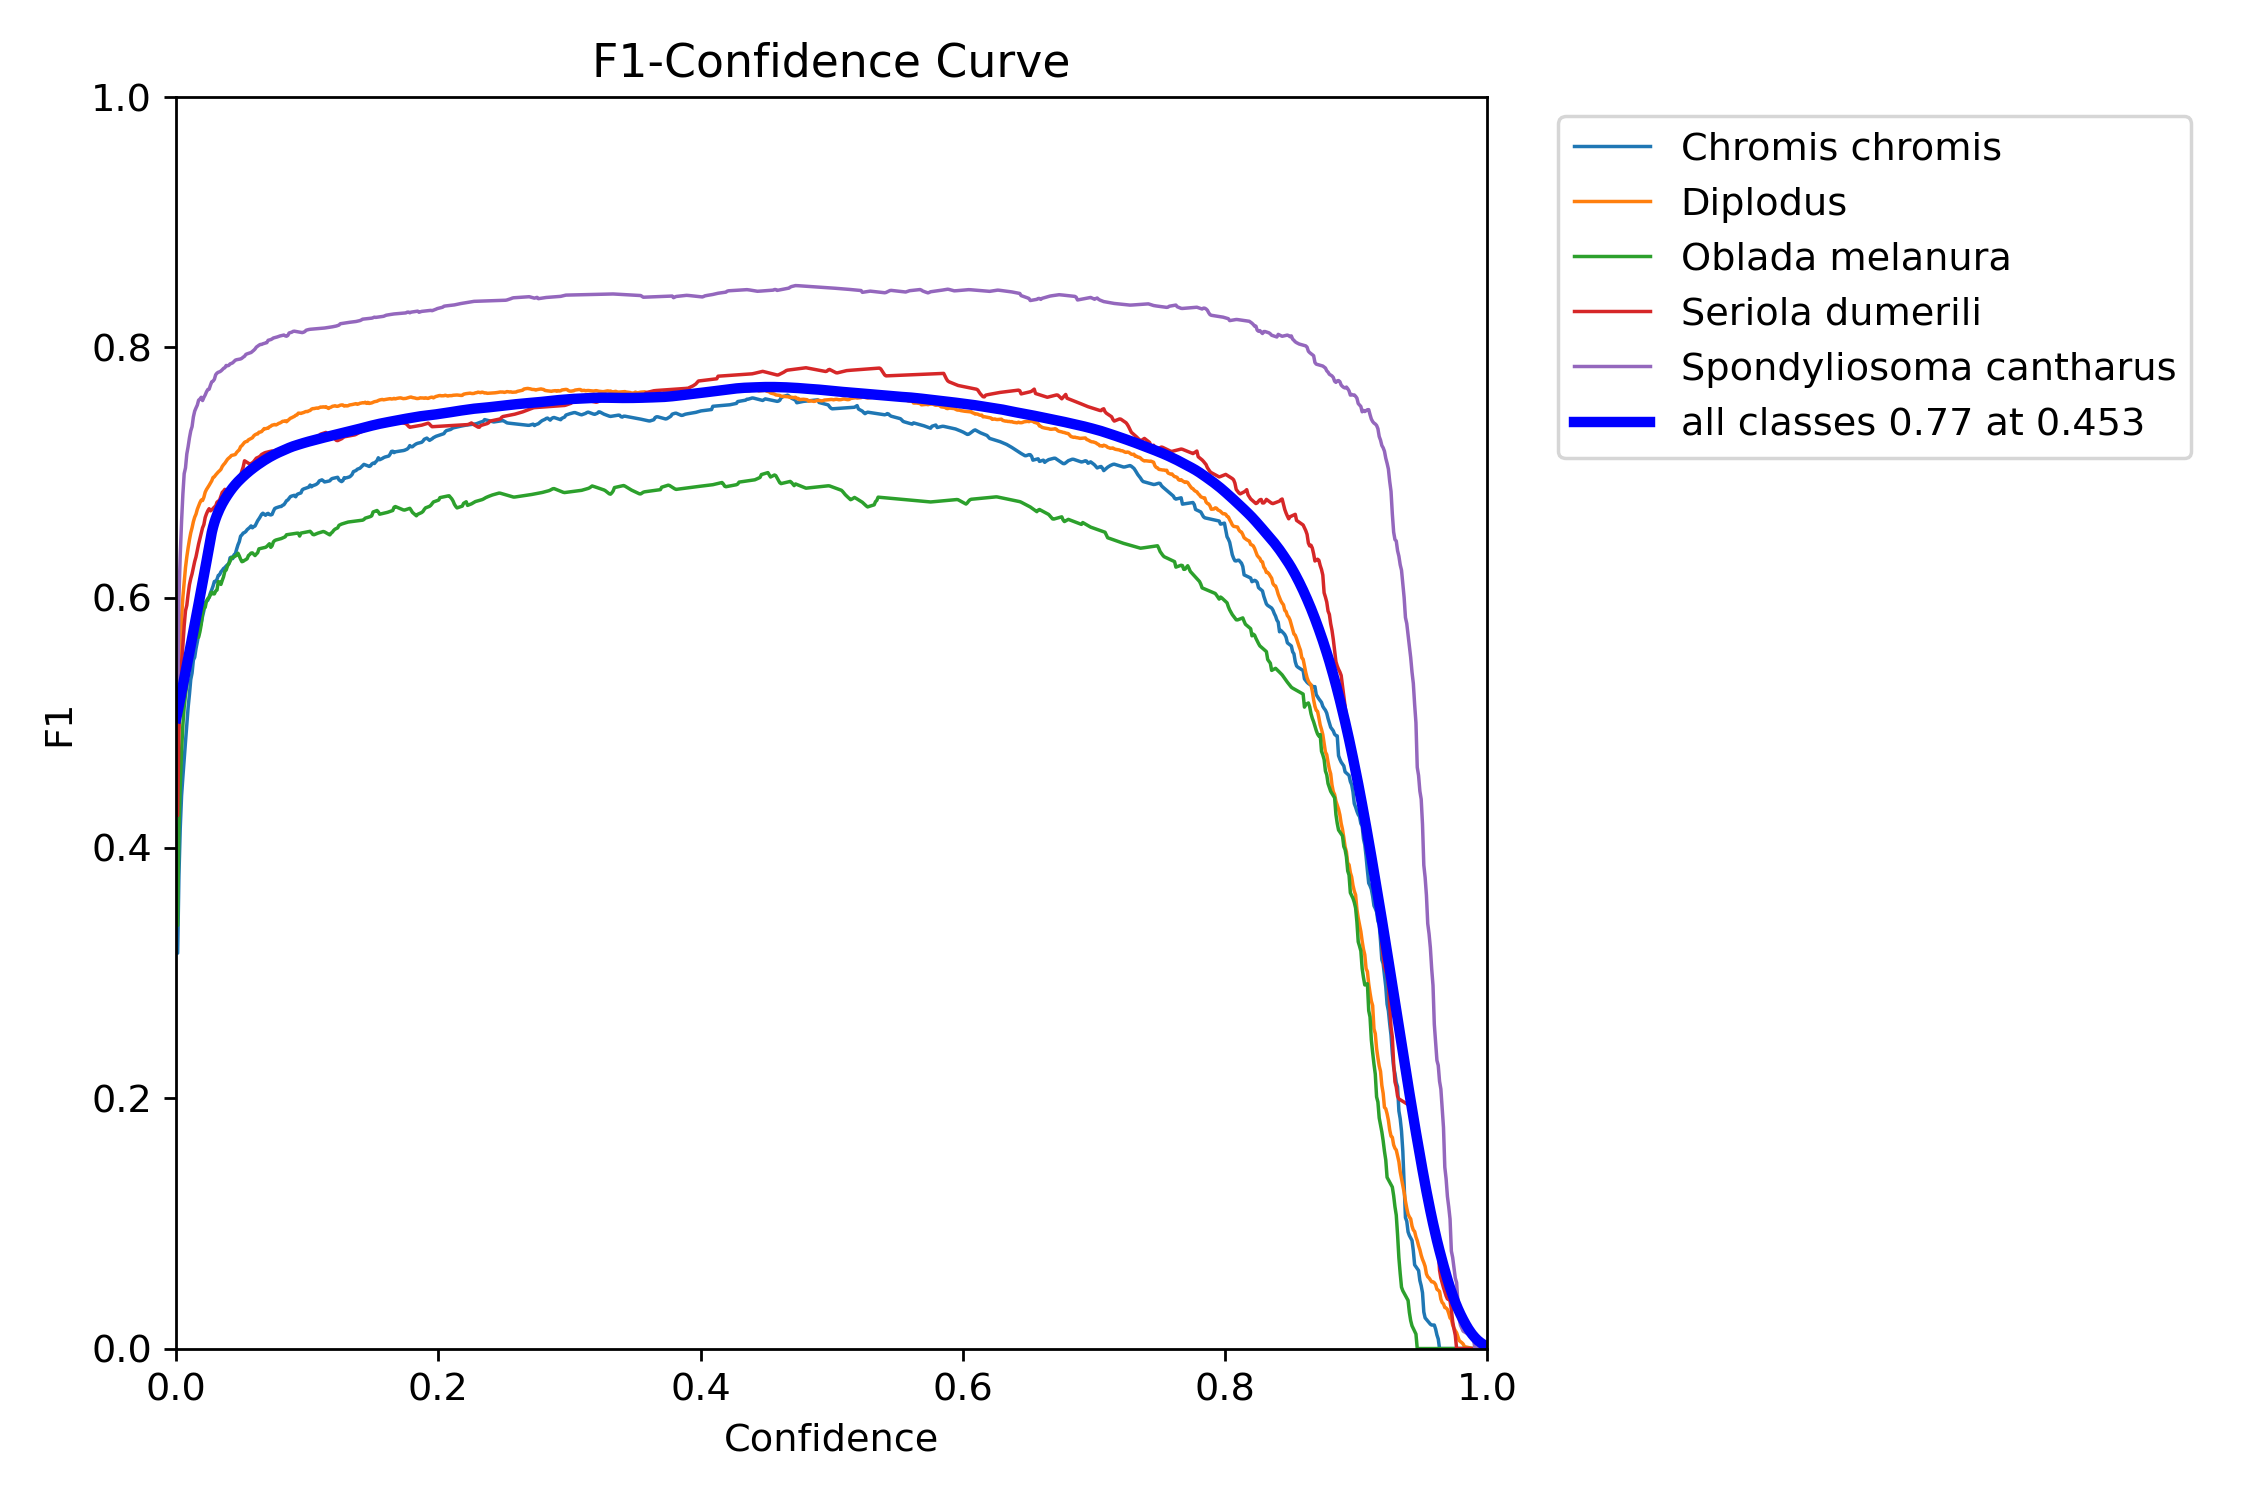 F1-Confidence Curve
1.0
0.8
0.6
0.4
0.2
0.0
F1
0.0 0.2 0.4 0.6 0.8 1.0
Confidence
Chromis chromis
Diplodus
Oblada melanura
Seriola dumerili
Spondyliosoma cantharus
all classes 0.77 at 0.453